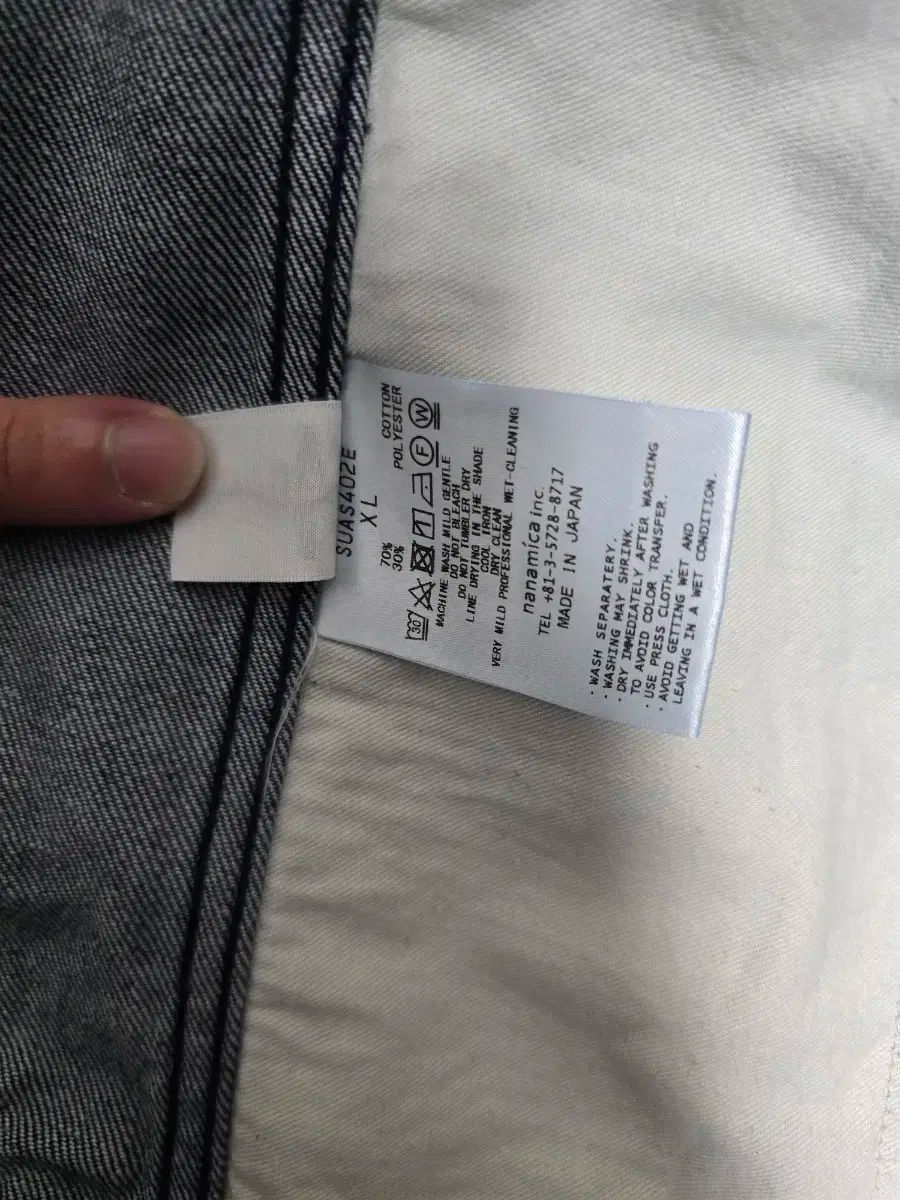 SUAS402E
XL
70% COTTON
30% POLYESTER
30 F W
MACHINE WASH MILD GENTLE
DO NOT BLEACH
DO NOT TUMBLER DRY
LINE DRYING IN THE SHADE
COOL IRON
DRY CLEAN
VERY MILD PROFESSIONAL WET-CLEANING
nanamica inc.
TEL +81-3-5728-8717
MADE IN JAPAN
・WASH SEPARATERY.
・WASHING MAY SHRINK.
・DRY IMMEDIATELY AFTER WASHING
TO AVOID COLOR TRANSFER.
・USE PRESS CLOTH.
・AVOID GETTING WET AND
LEAVING IN A WET CONDITION.